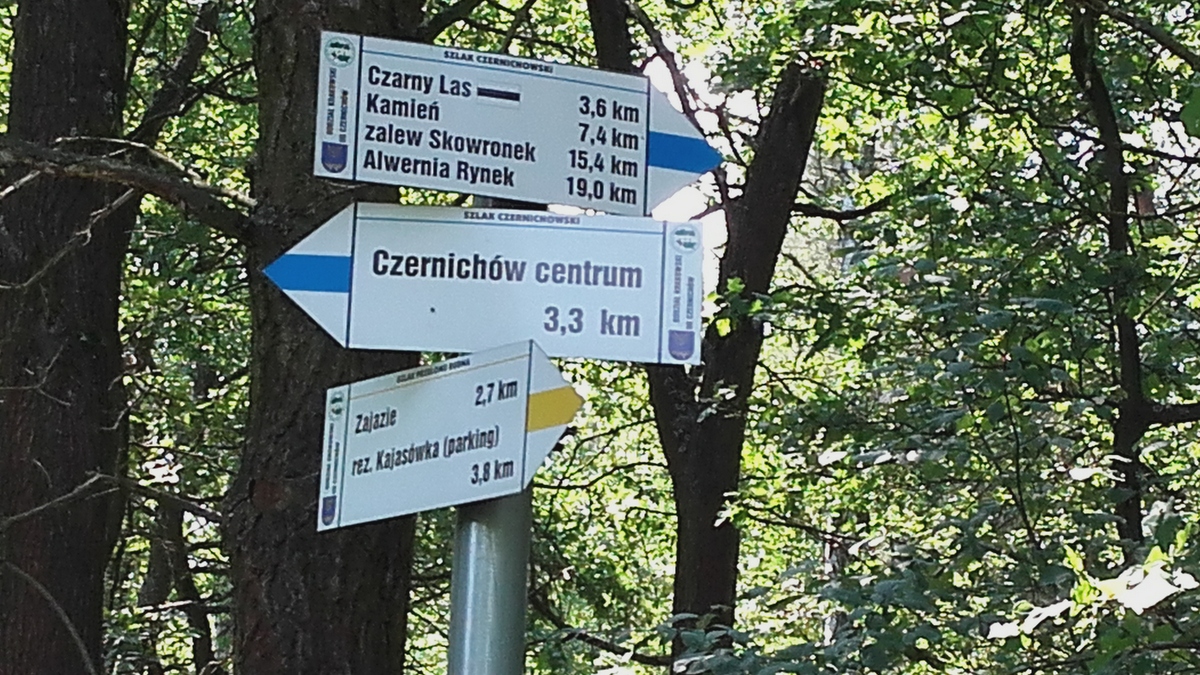 SZLAK CZERNICHOWSKI
Czarny Las 3,6 km
Kamień 7,4 km
zalew Skowronek 15,4 km
Alwernia Rynek 19,0 km
SZLAK CZERNICHOWSKI
Czernichów centrum
3,3 km
Zajazie 2,7 km
rez. Kajasówka (parking)
3,8 km